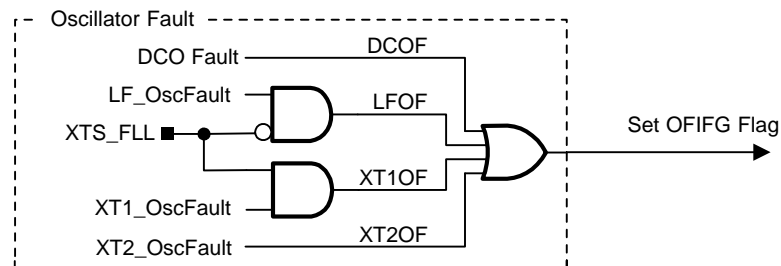 Oscillator Fault
DCO Fault
DCOF
LF_OscFault
LFOF
XTS_FLL
Set OFIFG Flag
XT1OF
XT1_OscFault
XT2OF
XT2_OscFault